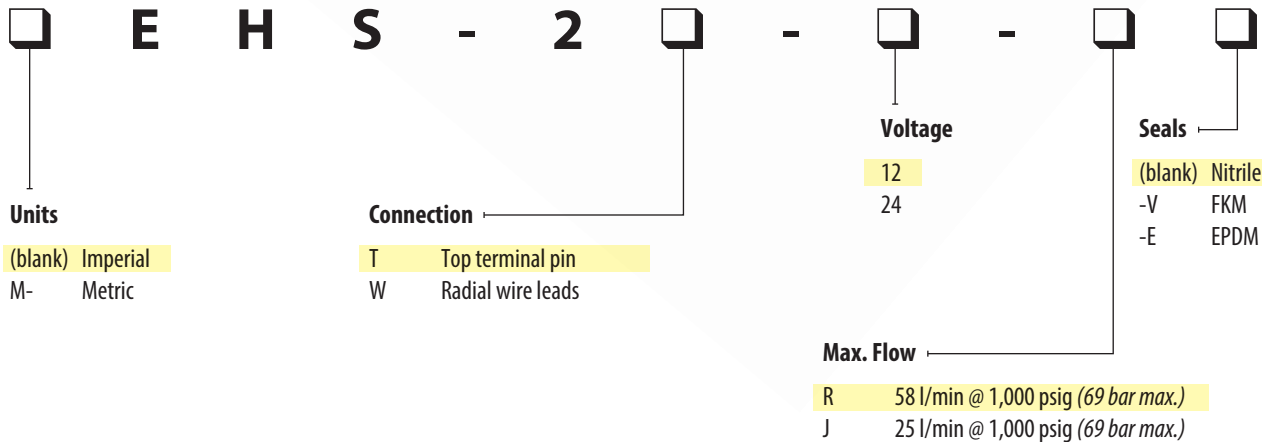 EHS-2 - -
Voltage
12
24
Seals
(blank) Nitrile
-V FKM
-E EPDM
Units
(blank) Imperial
M- Metric
Connection
T Top terminal pin
W Radial wire leads
Max. Flow
R 58 l/min @ 1,000 psig (69 bar max.)
J 25 l/min @ 1,000 psig (69 bar max.)